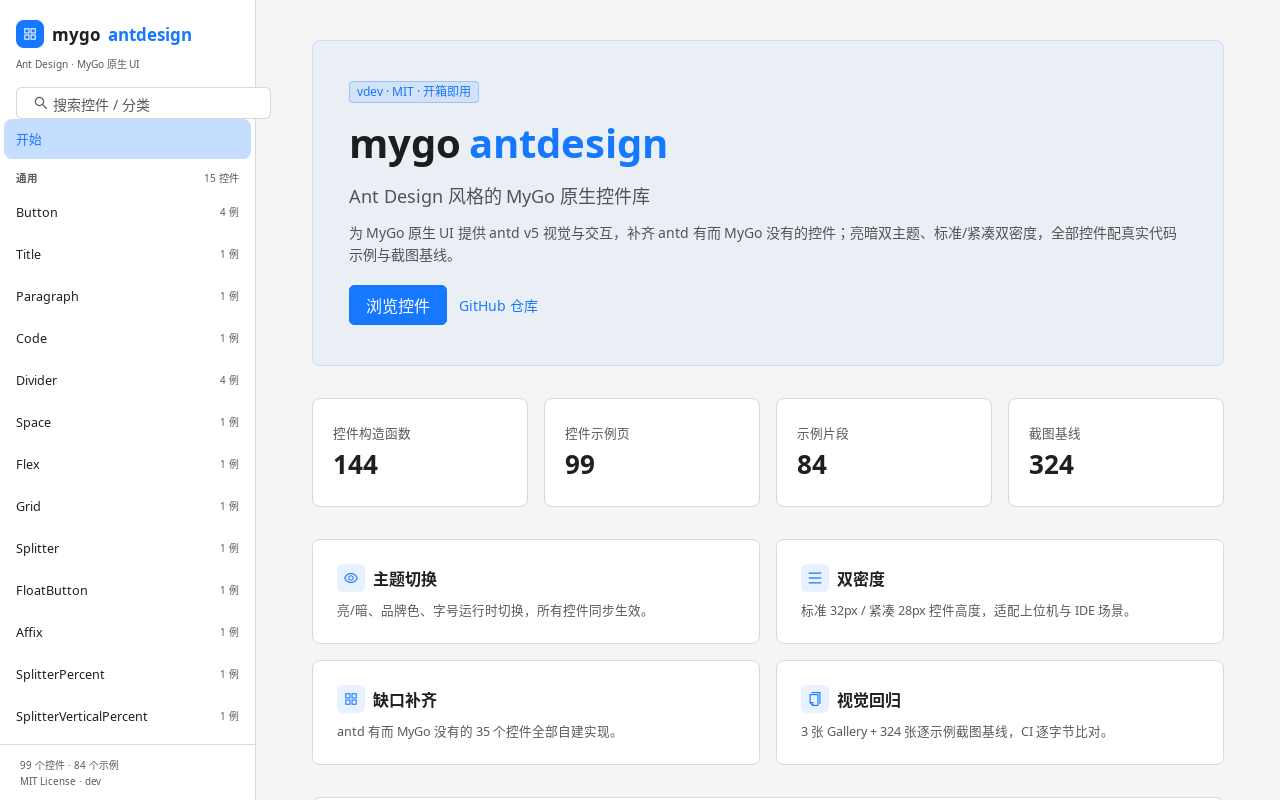 mygo antdesign
Ant Design · MyGo 原生 UI
搜索控件 / 分类
开始
通用 15 控件
Button 4 例
Title 1 例
Paragraph 1 例
Code 1 例
Divider 4 例
Space 1 例
Flex 1 例
Grid 1 例
Splitter 1 例
FloatButton 1 例
Affix 1 例
SplitterPercent 1 例
SplitterVerticalPercent 1 例
99 个控件 · 84 个示例
MIT License · dev
vdev · MIT · 开箱即用
mygo antdesign
Ant Design 风格的 MyGo 原生控件库
为 MyGo 原生 UI 提供 antd v5 视觉与交互，补齐 antd 有而 MyGo 没有的控件；亮暗双主题、标准/紧凑双密度，全部控件配真实代码
示例与截图基线。
浏览控件 GitHub 仓库
控件构造函数
144
控件示例页
99
示例片段
84
截图基线
324
主题切换
亮/暗、品牌色、字号运行时切换，所有控件同步生效。
双密度
标准 32px / 紧凑 28px 控件高度，适配上位机与 IDE 场景。
缺口补齐
antd 有而 MyGo 没有的 35 个控件全部自建实现。
视觉回归
3 张 Gallery + 324 张逐示例截图基线，CI 逐字节比对。